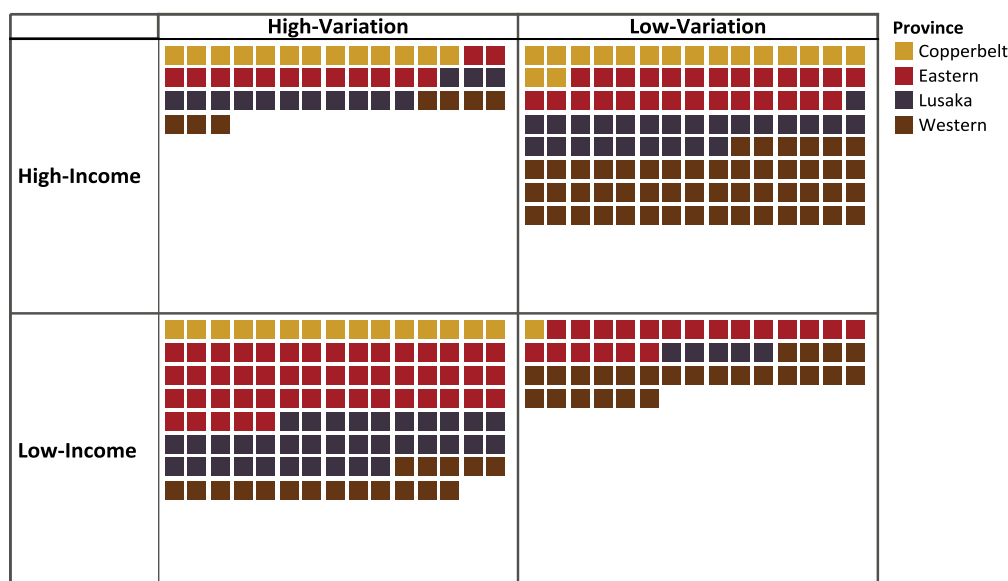 High-Variation
Low-Variation
Province
Copperbelt
Eastern
Lusaka
Western
High-Income
Low-Income